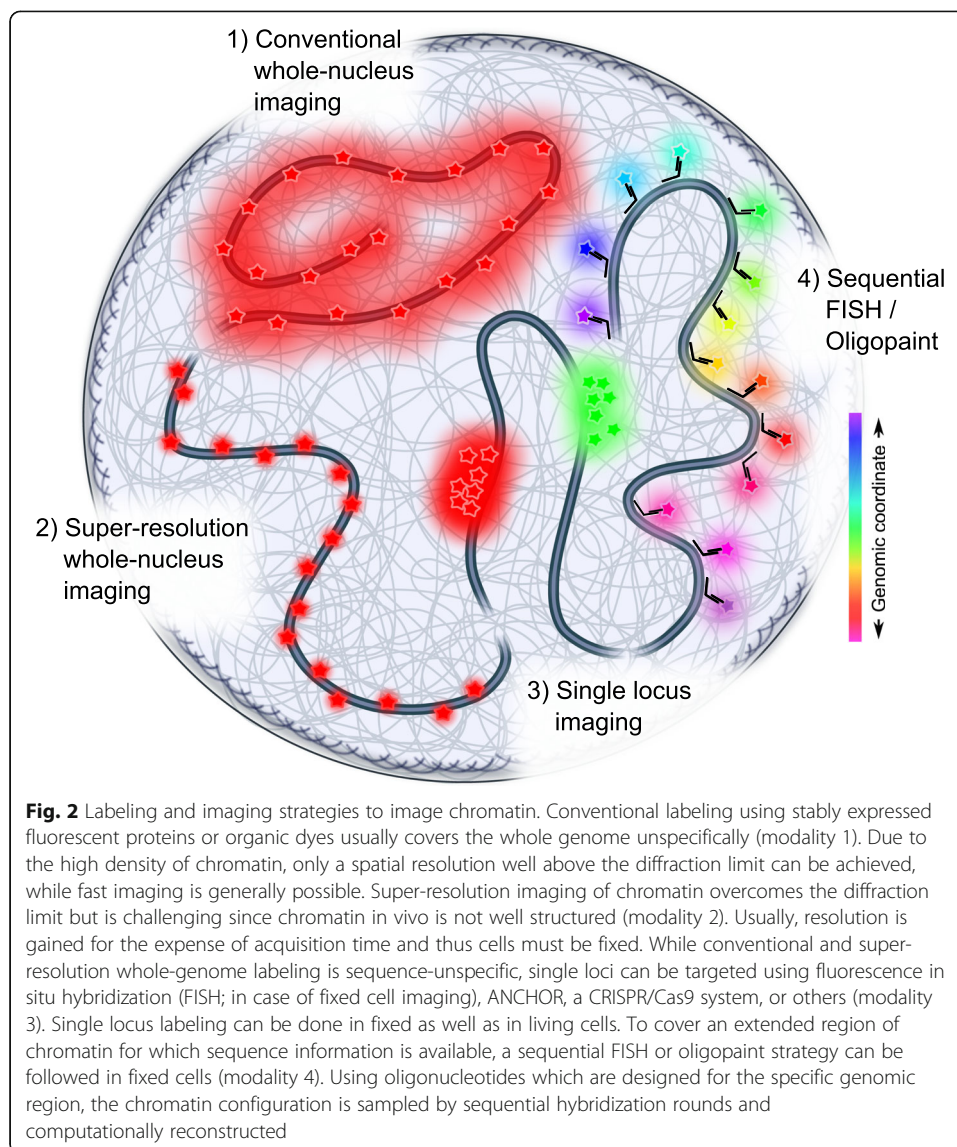 1) Conventional
whole-nucleus
imaging
4) Sequential
FISH /
Oligopaint
Genomic coordinate
2) Super-resolution
whole-nucleus
imaging
3) Single locus
imaging
Fig. 2 Labeling and imaging strategies to image chromatin. Conventional labeling using stably expressed
fluorescent proteins or organic dyes usually covers the whole genome unspecifically (modality 1). Due to
the high density of chromatin, only a spatial resolution well above the diffraction limit can be achieved,
while fast imaging is generally possible. Super-resolution imaging of chromatin overcomes the diffraction
limit but is challenging since chromatin in vivo is not well structured (modality 2). Usually, resolution is
gained for the expense of acquisition time and thus cells must be fixed. While conventional and super-
resolution whole-genome labeling is sequence-unspecific, single loci can be targeted using fluorescence in
situ hybridization (FISH; in case of fixed cell imaging), ANCHOR, a CRISPR/Cas9 system, or others (modality
3). Single locus labeling can be done in fixed as well as in living cells. To cover an extended region of
chromatin for which sequence information is available, a sequential FISH or oligopaint strategy can be
followed in fixed cells (modality 4). Using oligonucleotides which are designed for the specific genomic
region, the chromatin configuration is sampled by sequential hybridization rounds and
computationally reconstructed